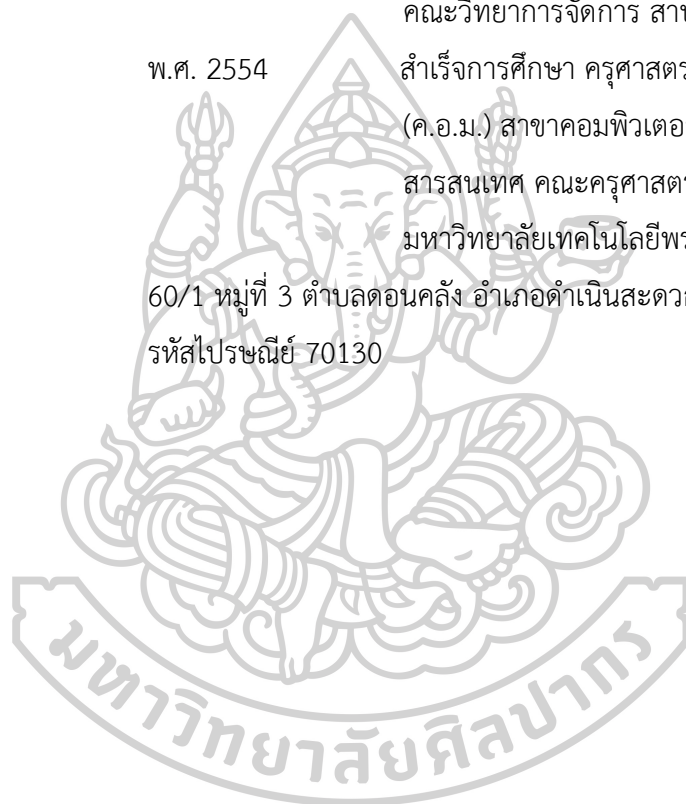 คณะวิทยาการจัดการ
พ.ศ. 2554 สำเร็จการศึกษา ครุศาสตร
(ค.อ.ม.) สาขาคอมพิวเตอ
สารสนเทศ คณะครุศาสตร
มหาวิทยาลัยเทคโนโลยีพร
60/1 หมู่ที่ 3 ตำบลดอนคลัง อำเภอดำเนินสะดวก
รหัสไปรษณีย์ 70130
มหาวิทยาลัยศิลปากร